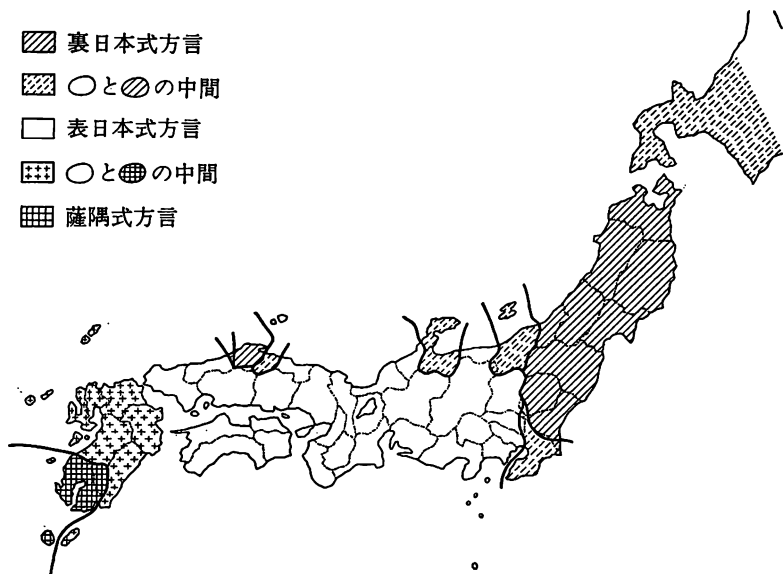 裏日本式方言
と の中間
表日本式方言
と の中間
薩隅式方言